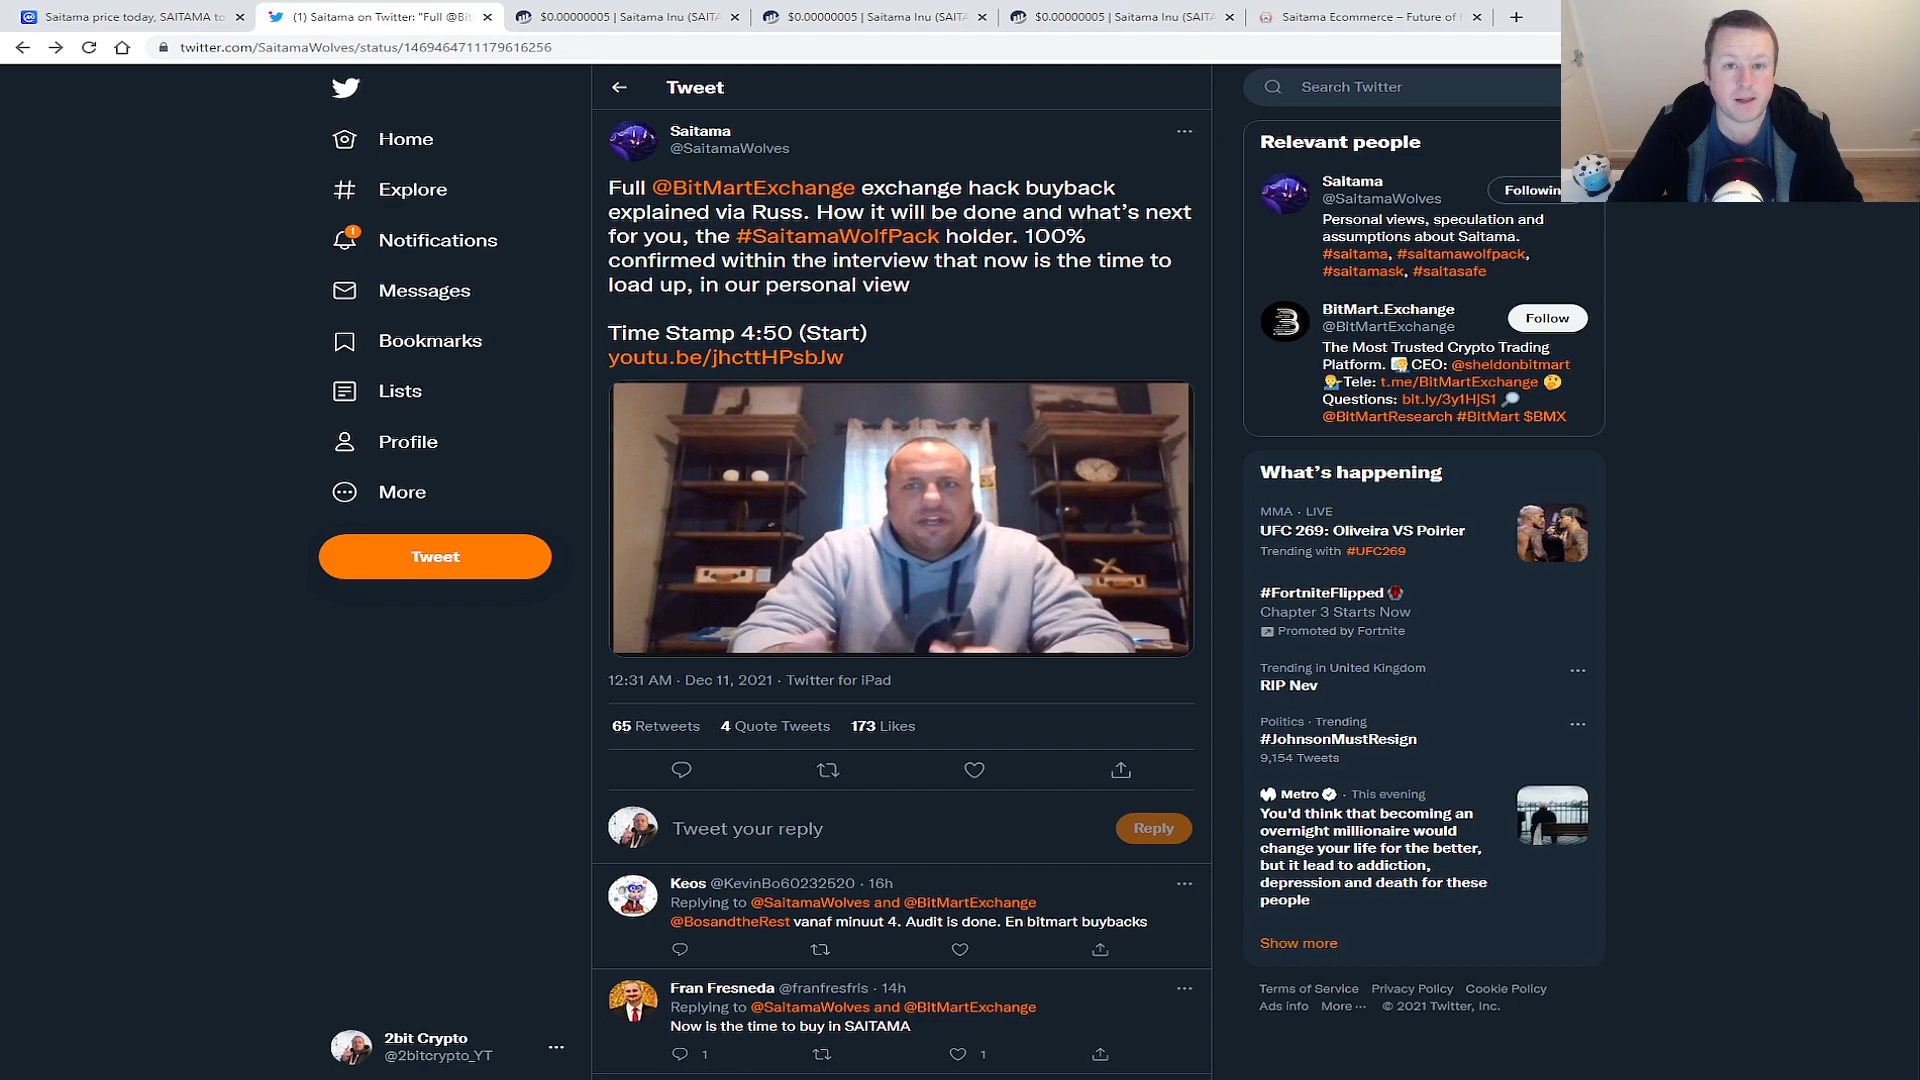 Saitama price today, SAITAMA to
(1) Saitama on Twitter: "Full @Bit
$0.00000005 | Saitama Inu (SAITA
$0.00000005 | Saitama Inu (SAITA
$0.00000005 | Saitama Inu (SAITA
Saitama Ecommerce – Future of
twitter.com/SaitamaWolves/status/1469464711179616256
Home
Explore
1
Notifications
Messages
Bookmarks
Lists
Profile
More
Tweet
2bit Crypto
@2bitcrypto_YT
Tweet
Saitama
@SaitamaWolves
Full @BitMartExchange exchange hack buyback
explained via Russ. How it will be done and what's next
for you, the #SaitamaWolfPack holder. 100%
confirmed within the interview that now is the time to
load up, in our personal view
Time Stamp 4:50 (Start)
youtu.be/jhcttHPsbJw
12:31 AM · Dec 11, 2021 · Twitter for iPad
65 Retweets 4 Quote Tweets 173 Likes
Tweet your reply
Reply
Keos @KevinBo60232520 · 16h
Replying to @SaitamaWolves and @BitMartExchange
@BosandtheRest vanaf minuut 4. Audit is done. En bitmart buybacks
Fran Fresneda @franfresfris · 14h
Replying to @SaitamaWolves and @BitMartExchange
Now is the time to buy in SAITAMA
1
1
Search Twitter
Relevant people
Saitama
@SaitamaWolves
Followin
Personal views, speculation and
assumptions about Saitama.
#saitama, #saitamawolfpack,
#saitamask, #saitasafe
BitMart.Exchange
@BitMartExchange
Follow
The Most Trusted Crypto Trading
Platform. CEO: @sheldonbitmart
Tele: t.me/BitMartExchange
Questions: bit.ly/3y1HjS1
@BitMartResearch #BitMart $BMX
What's happening
MMA · LIVE
UFC 269: Oliveira VS Poirier
Trending with #UFC269
#FortniteFlipped
Chapter 3 Starts Now
Promoted by Fortnite
Trending in United Kingdom
RIP Nev
Politics · Trending
#JohnsonMustResign
9,154 Tweets
Metro · This evening
You'd think that becoming an
overnight millionaire would
change your life for the better,
but it lead to addiction,
depression and death for these
people
Show more
Terms of Service Privacy Policy Cookie Policy
Ads info More ··· © 2021 Twitter, Inc.